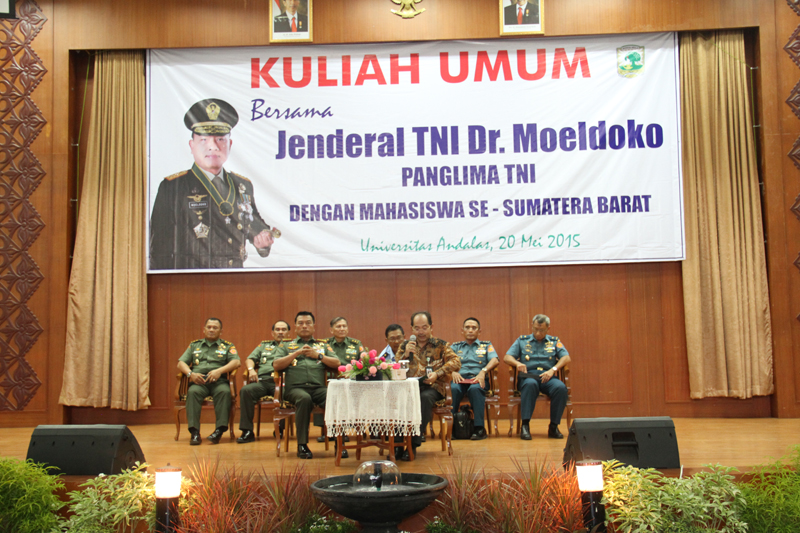 KULIAH UMUM
Bersama
Jenderal TNI Dr. Moeldoko
PANGLIMA TNI
DENGAN MAHASISWA SE - SUMATERA BARAT
Universitas Andalas, 20 Mei 2015